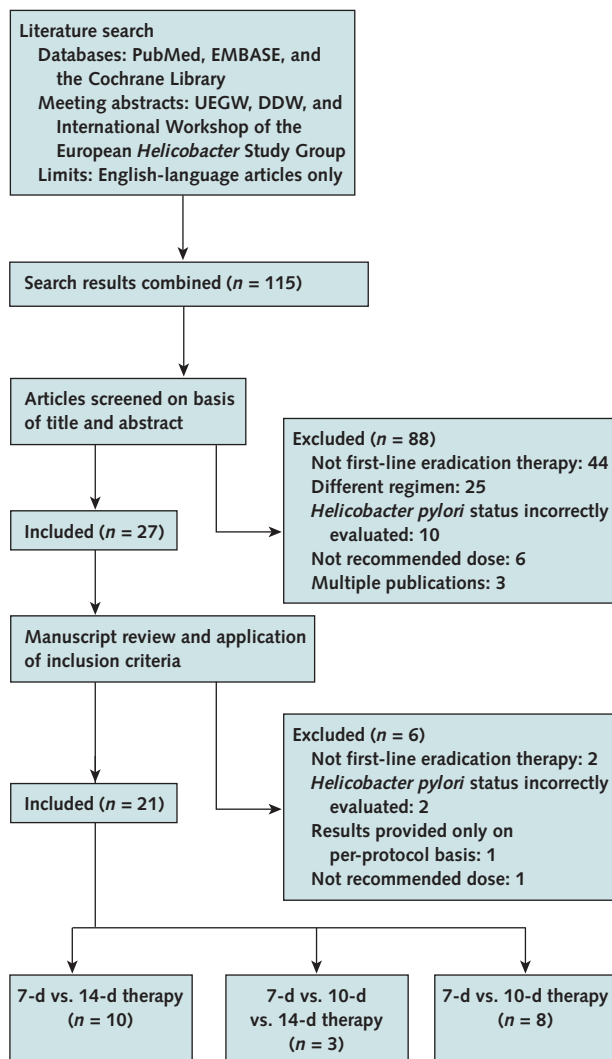 Literature search
Databases: PubMed, EMBASE, and
the Cochrane Library
Meeting abstracts: UEGW, DDW, and
International Workshop of the
European Helicobacter Study Group
Limits: English-language articles only
Search results combined (n = 115)
Articles screened on basis
of title and abstract
Excluded (n = 88)
Not first-line eradication therapy: 44
Different regimen: 25
Helicobacter pylori status incorrectly
evaluated: 10
Not recommended dose: 6
Multiple publications: 3
Included (n = 27)
Manuscript review and application
of inclusion criteria
Excluded (n = 6)
Not first-line eradication therapy: 2
Helicobacter pylori status incorrectly
evaluated: 2
Results provided only on
per-protocol basis: 1
Not recommended dose: 1
Included (n = 21)
7-d vs. 14-d therapy
(n = 10)
7-d vs. 10-d
vs. 14-d therapy
(n = 3)
7-d vs. 10-d therapy
(n = 8)